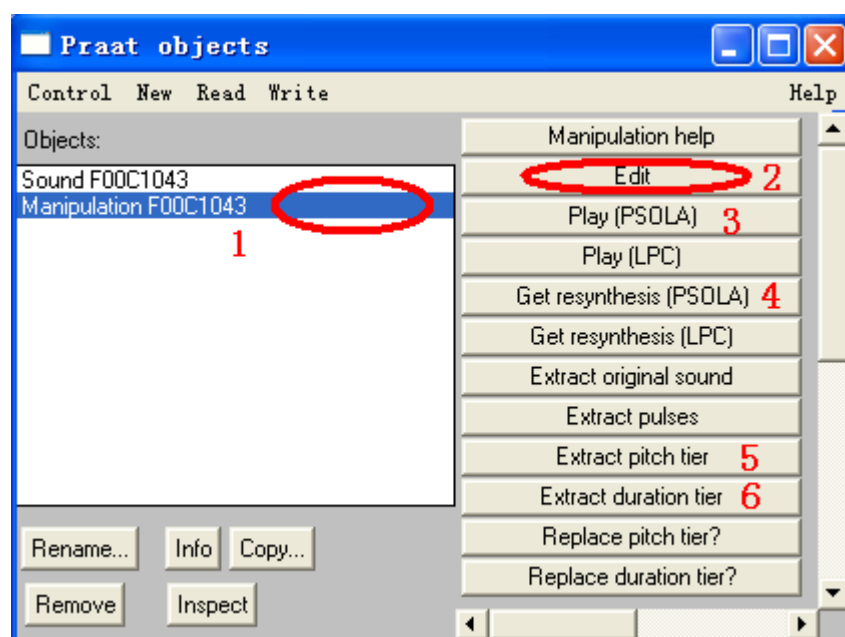 Praat objects
Control New Read Write Help
Objects:
Sound F00C1043
Manipulation F00C1043
1
Rename... Info Copy...
Remove Inspect
Manipulation help
Edit 2
Play (PSOLA) 3
Play (LPC)
Get resynthesis (PSOLA) 4
Get resynthesis (LPC)
Extract original sound
Extract pulses
Extract pitch tier 5
Extract duration tier 6
Replace pitch tier?
Replace duration tier?